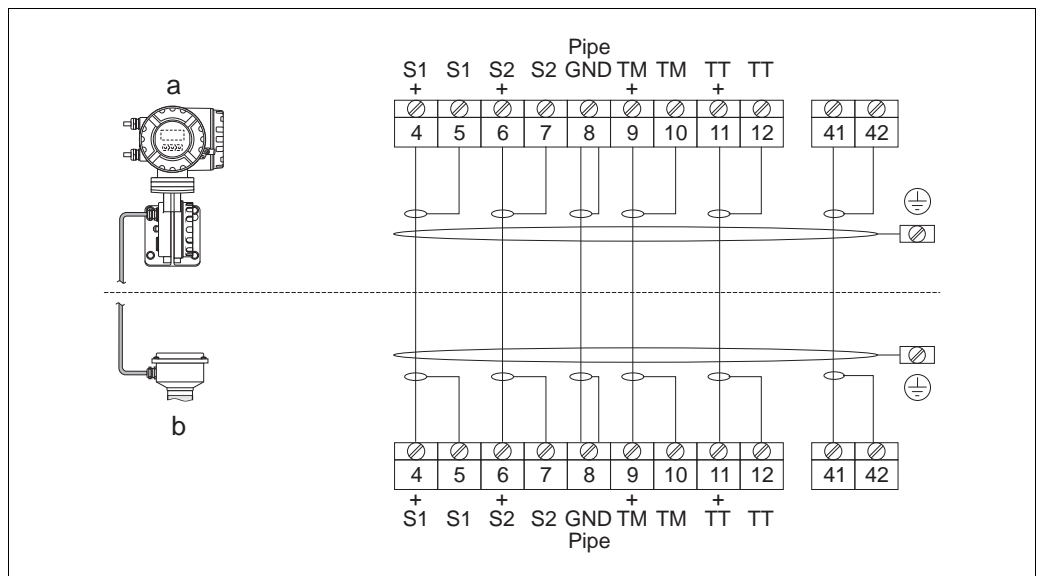 a
Pipe
S1 S1 S2 S2 GND TM TM TT TT
+ + + +
4 5 6 7 8 9 10 11 12 41 42
b
4 5 6 7 8 9 10 11 12 41 42
+ + + +
S1 S1 S2 S2 GND TM TM TT TT
Pipe